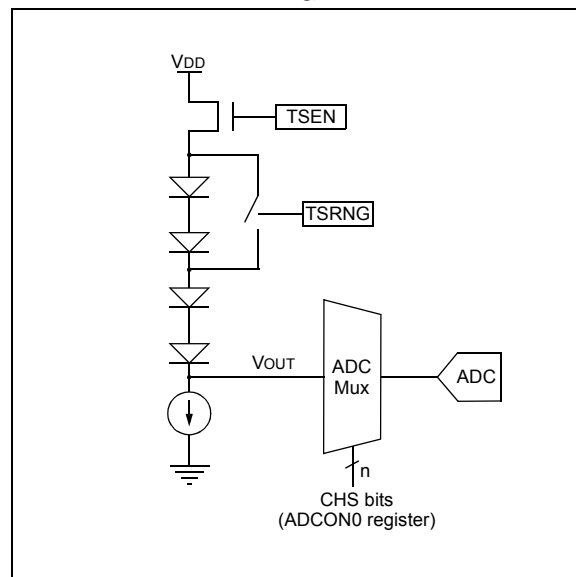 VDD
TSEN
TSRNG
VOUT
ADC
Mux
ADC
n
CHS bits
(ADCON0 register)